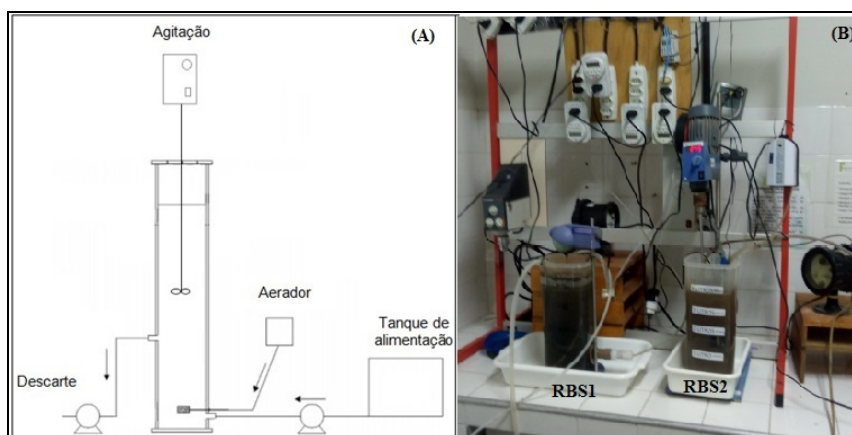 Agitação
(A)
Aerador
Tanque de
alimentação
Descarte
(B)
RBS1
RBS2